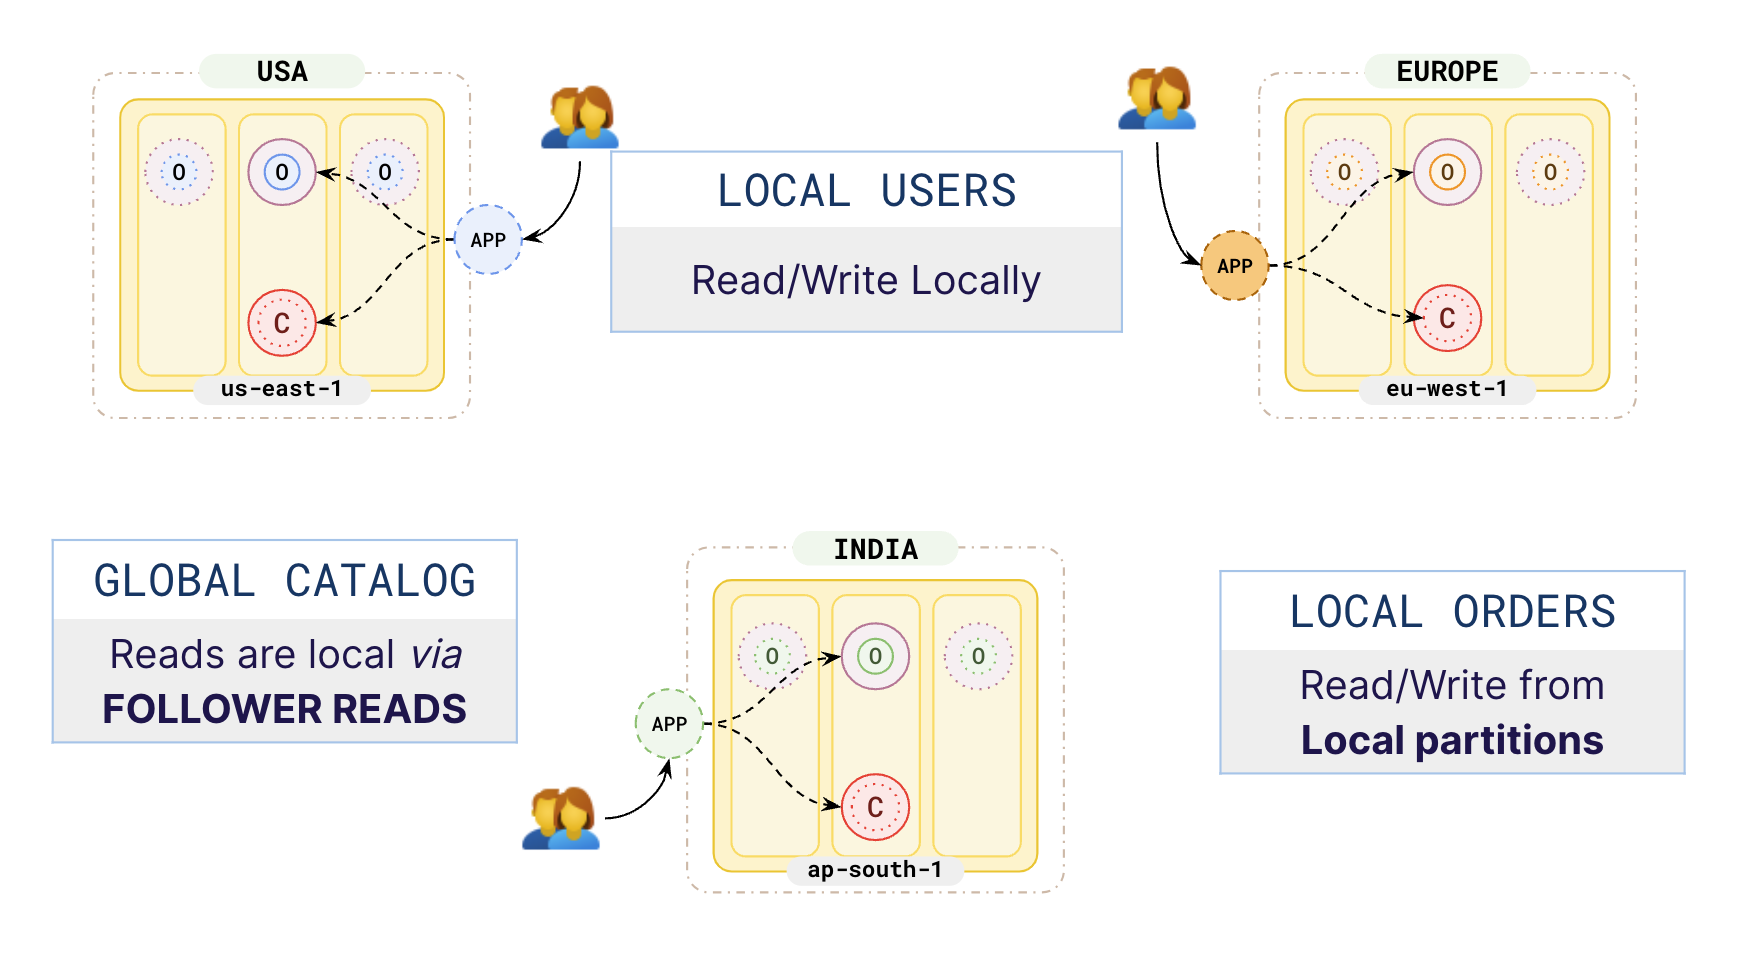 USA
O O O
APP
C
us-east-1
LOCAL USERS
Read/Write Locally
EUROPE
O O O
APP
C
eu-west-1
GLOBAL CATALOG
Reads are local via
FOLLOWER READS
INDIA
O O O
APP
C
ap-south-1
LOCAL ORDERS
Read/Write from
Local partitions